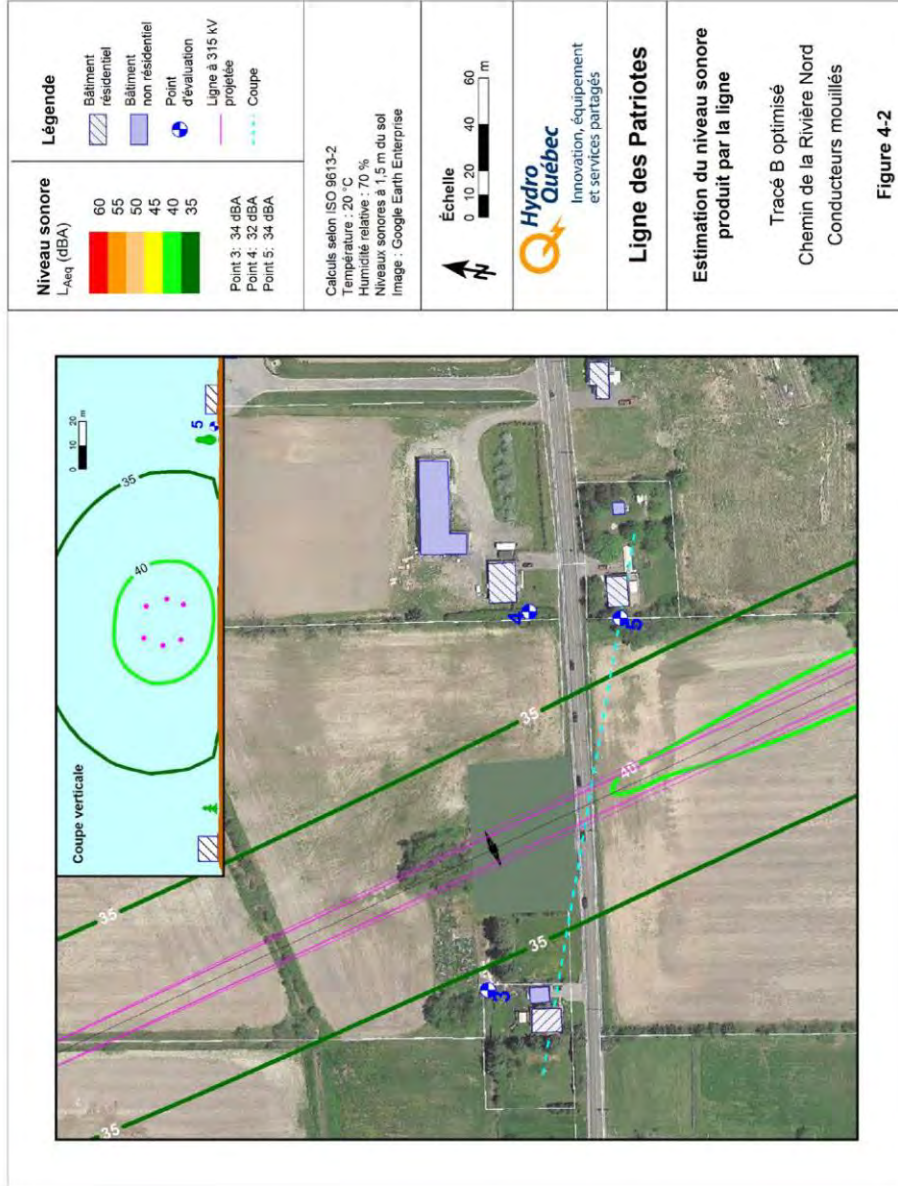 Coupe verticale
0 10 20
m
35
40
5
35
35
35
35
40
3
4
5
Niveau sonore
LAeq (dBA)
60
55
50
45
40
35
Point 3: 34 dBA
Point 4: 32 dBA
Point 5: 34 dBA
Légende
Bâtiment
résidentiel
Bâtiment
non résidentiel
Point
d'évaluation
Ligne à 315 kV
projetée
Coupe
Calculs selon ISO 9613-2
Température : 20 °C
Humidité relative : 70 %
Niveaux sonores à 1,5 m du sol
Image : Google Earth Enterprise
N
Échelle
0 10 20 40 60
m
Hydro
Québec
Innovation, équipement
et services partagés
Ligne des Patriotes
Estimation du niveau sonore
produit par la ligne
Tracé B optimisé
Chemin de la Rivière Nord
Conducteurs mouillés
Figure 4-2